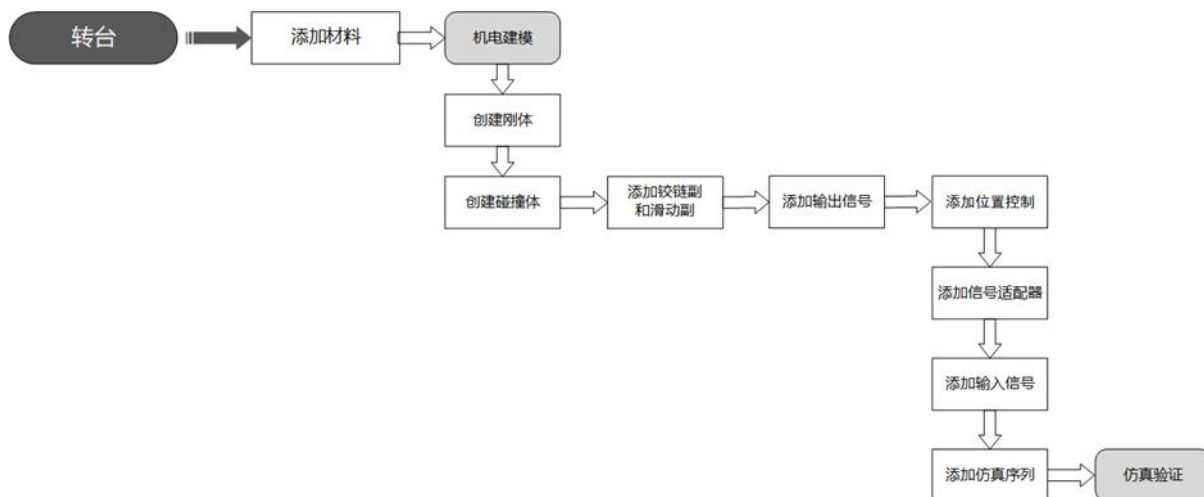 转台
添加材料
机电建模
创建刚体
创建碰撞体
添加铰链副
和滑动副
添加输出信号
添加位置控制
添加信号适配器
添加输入信号
添加仿真序列
仿真验证